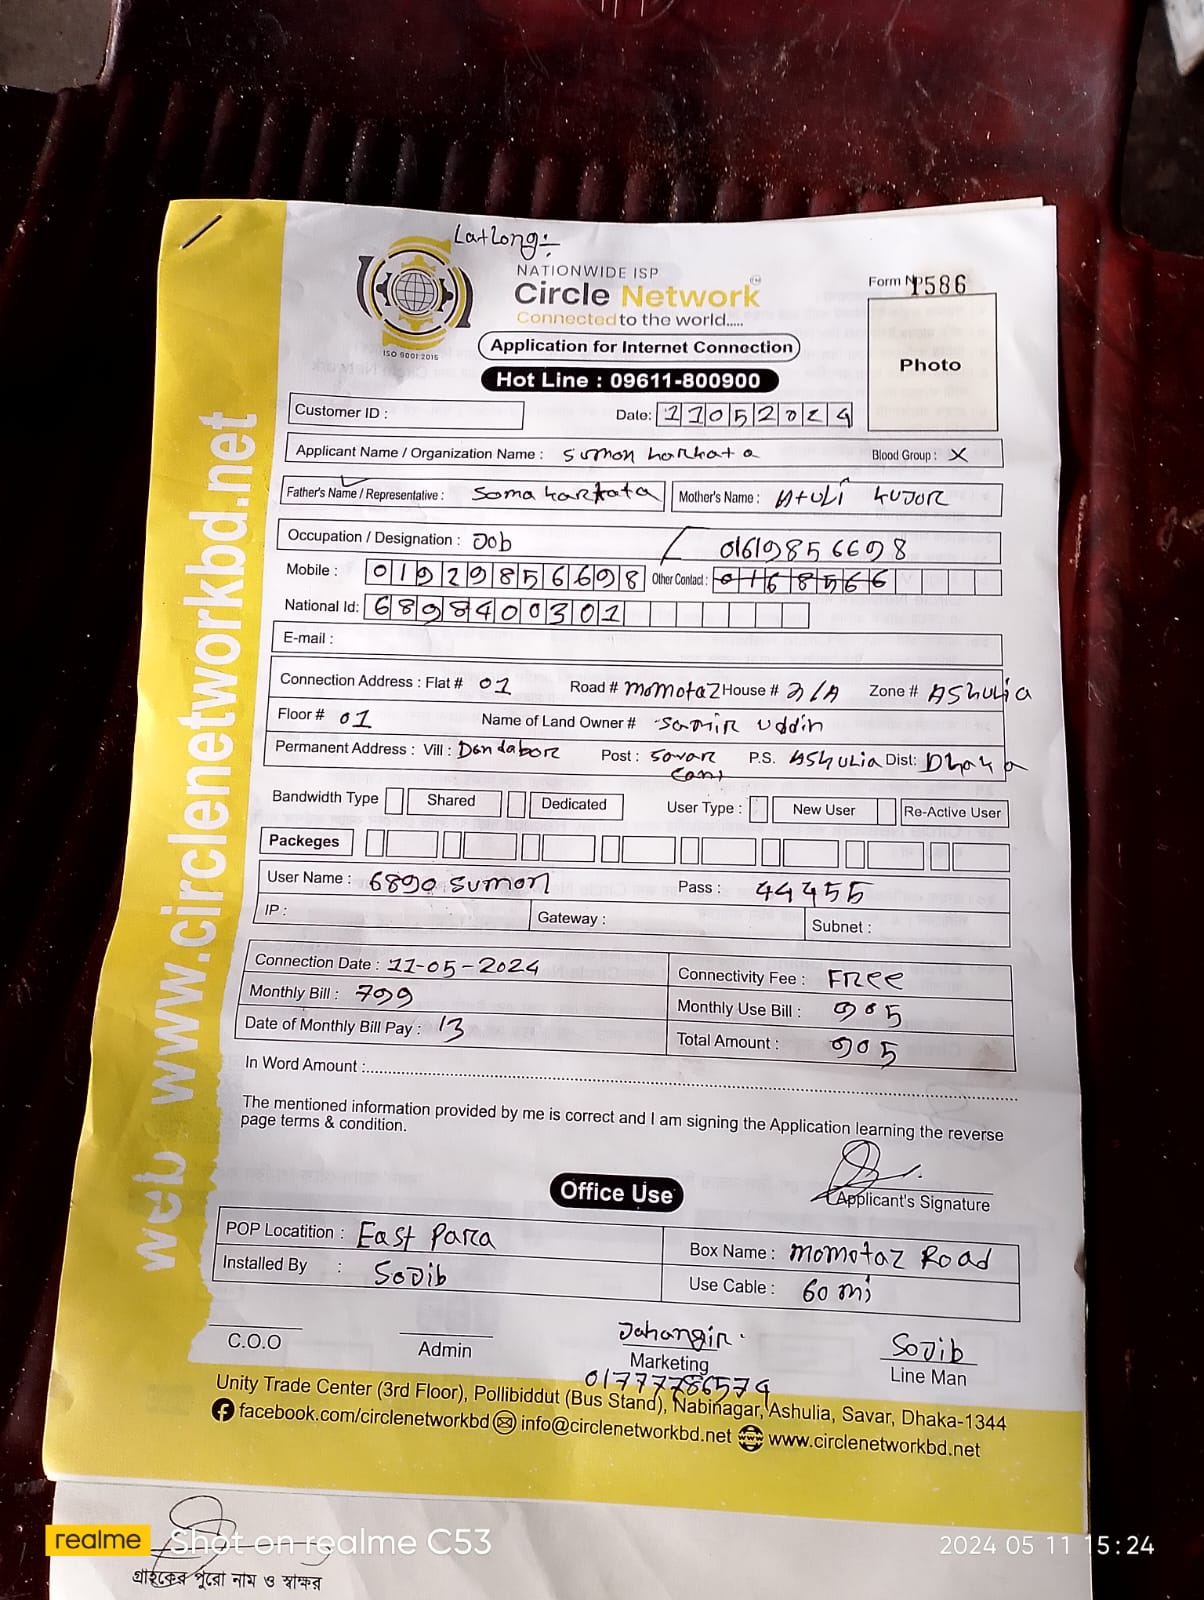 LatLong:-
NATIONWIDE ISP
Circle Network
Connected to the world.....
ISO 9001:2015
Form No 1586
Photo
Application for Internet Connection
Hot Line : 09611-800900
Customer ID :
Date: 11052024
Applicant Name / Organization Name : sumon karkata Blood Group : X
Father's Name / Representative : Soma karkata Mother's Name : Atuli kujor
Occupation / Designation : Job 01619856698
Mobile : 01929856698 Other Contact : 0168566
National Id: 6898400301
E-mail :
Connection Address : Flat # 01 Road # momotaz House # 21A Zone # AShulia
Floor # 01 Name of Land Owner # Samir uddin
Permanent Address : Vill : Dendabor Post : Savar P.S. AShuLia Dist: Dhaka
Cant
Bandwidth Type Shared Dedicated User Type : New User Re-Active User
Packeges
User Name : 6890.sumon Pass : 44455
IP : Gateway : Subnet :
Connection Date : 11-05-2024 Connectivity Fee : FRee
Monthly Bill : 799 Monthly Use Bill : 905
Date of Monthly Bill Pay : 13 Total Amount : 905
In Word Amount :
The mentioned information provided by me is correct and I am signing the Application learning the reverse
page terms & condition.
Applicant's Signature
Office Use
POP Locatition : East Para Box Name : momotaz Road
Installed By : Sojib Use Cable : 60 mi
Jahangir. Sojib
C.O.O Admin Marketing Line Man
01777786579
Unity Trade Center (3rd Floor), Pollibiddut (Bus Stand), Nabinagar, Ashulia, Savar, Dhaka-1344
facebook.com/circlenetworkbd info@circlenetworkbd.net www.circlenetworkbd.net
web www.circlenetworkbd.net
realme Shot on realme C53 2024 05 11 15:24
গ্রাহকের পুরো নাম ও স্বাক্ষর